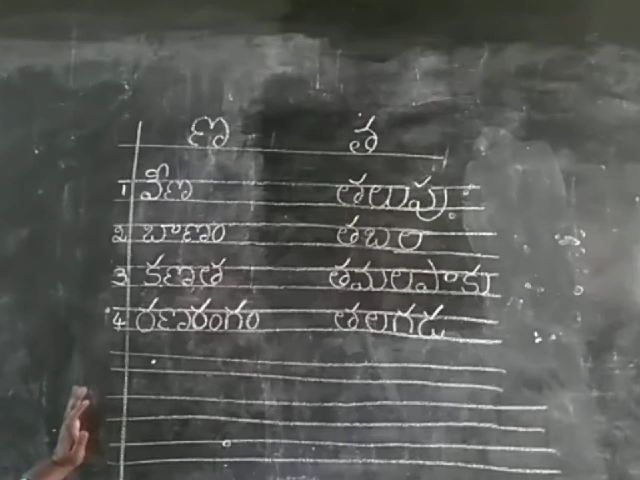 ణ త
1 వీణ తలుపు
2 బాణం తబల
3 కణత తమలపాకు
4 రణరంగం తలగడ